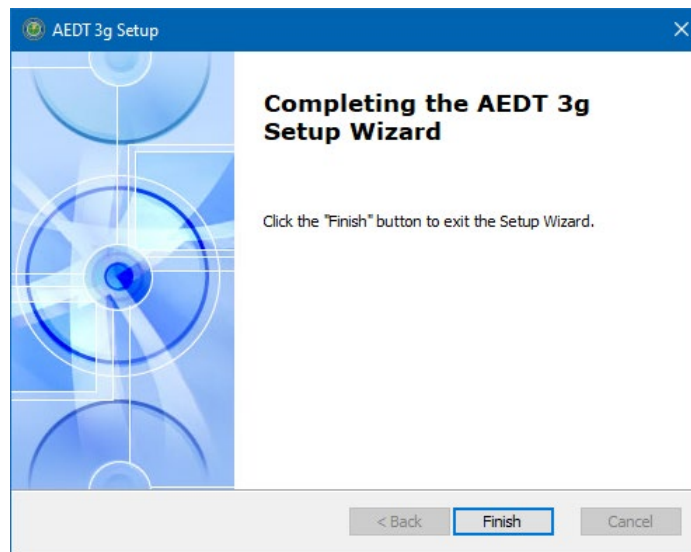 AEDT 3g Setup
Completing the AEDT 3g
Setup Wizard
Click the "Finish" button to exit the Setup Wizard.
< Back Finish Cancel